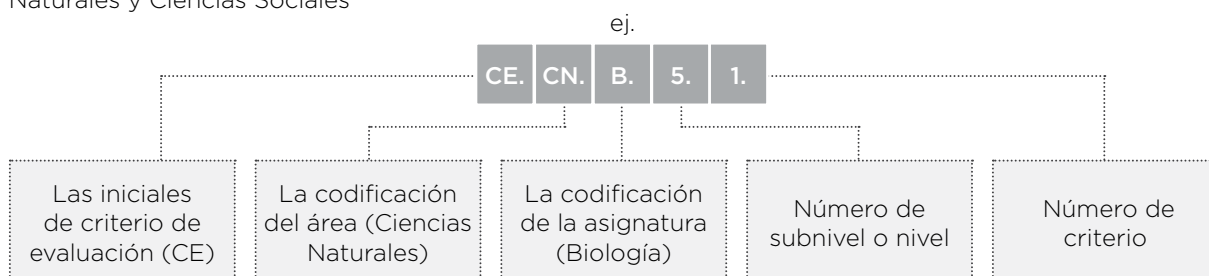 Naturales y Ciencias Sociales
ej.
CE. CN. B. 5. 1.
Las iniciales
de criterio de
evaluación (CE)
La codificación
del área (Ciencias
Naturales)
La codificación
de la asignatura
(Biología)
Número de
subnivel o nivel
Número de
criterio